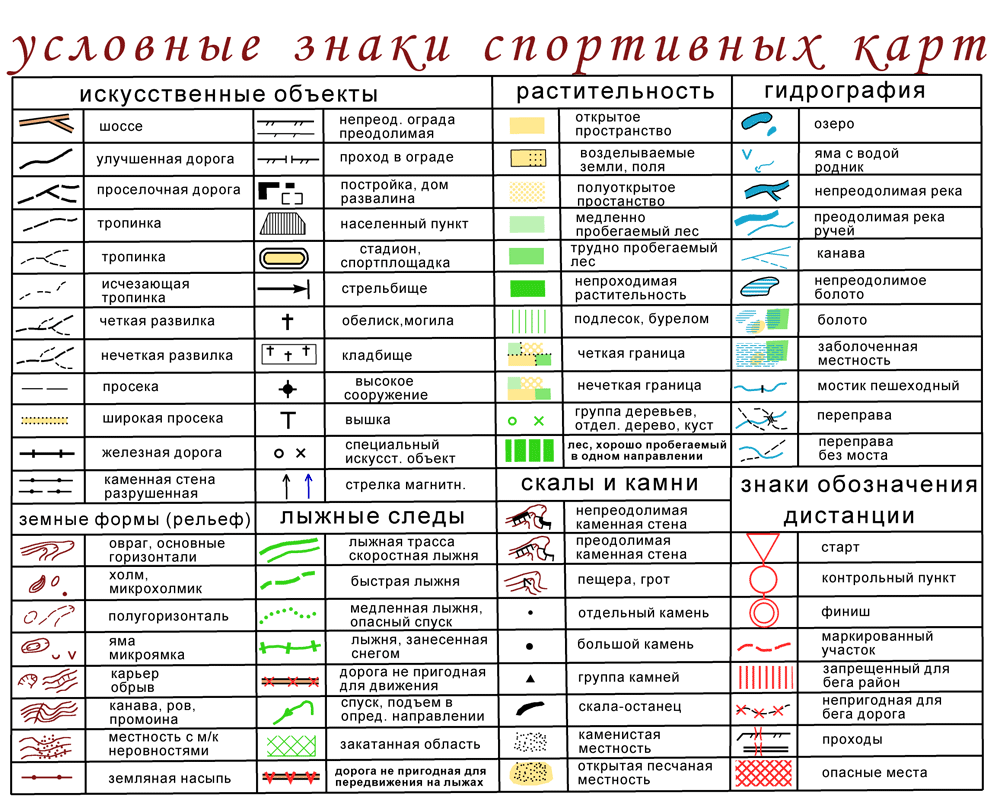 условные знаки спортивных карт
искусственные объекты
шоссе
улучшенная дорога
проселочная дорога
тропинка
тропинка
исчезающая
тропинка
четкая развилка
нечеткая развилка
просека
широкая просека
железная дорога
каменная стена
разрушенная
непреод. ограда
преодолимая
проход в ограде
постройка, дом
развалина
населенный пункт
стадион,
спортплощадка
стрельбище
обелиск,могила
кладбище
высокое
сооружение
вышка
специальный
искусст. объект
стрелка магнитн.
растительность
открытое
пространство
возделываемые
земли, поля
полуоткрытое
простанство
медленно
пробегаемый лес
трудно пробегаемый
лес
непроходимая
растительность
подлесок, бурелом
четкая граница
нечеткая граница
группа деревьев,
отдел. дерево, куст
лес, хорошо пробегаемый
в одном направлении
гидрография
озеро
яма с водой
родник
непреодолимая река
преодолимая река
ручей
канава
непреодолимое
болото
болото
заболоченная
местность
мостик пешеходный
переправа
переправа
без моста
земные формы (рельеф)
овраг, основные
горизонтали
холм,
микрохолмик
полугоризонталь
яма
микроямка
карьер
обрыв
канава, ров,
промоина
местность с м/к
неровностями
земляная насыпь
лыжные следы
лыжная трасса
скоростная лыжня
быстрая лыжня
медленная лыжня,
опасный спуск
лыжня, занесенная
снегом
дорога не пригодная
для движения
спуск, подъем в
опред. направлении
закатанная область
дорога не пригодная для
передвижения на лыжах
скалы и камни
непреодолимая
каменная стена
преодолимая
каменная стена
пещера, грот
отдельный камень
большой камень
группа камней
скала-останец
каменистая
местность
открытая песчаная
местность
знаки обозначения
дистанции
старт
контрольный пункт
финиш
маркированный
участок
запрещенный для
бега район
непригодная для
бега дорога
проходы
опасные места